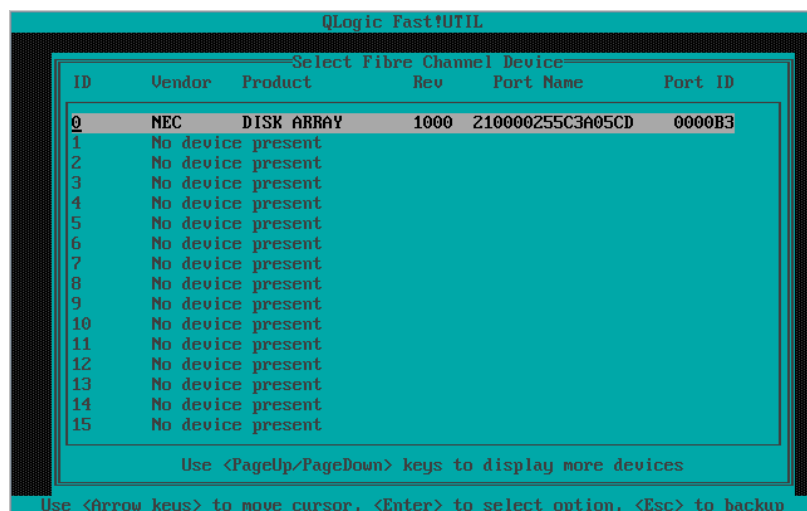 QLogic Fast!UTIL
Select Fibre Channel Device
ID Vendor Product Rev Port Name Port ID
0 NEC DISK ARRAY 1000 210000255C3A05CD 0000B3
1 No device present
2 No device present
3 No device present
4 No device present
5 No device present
6 No device present
7 No device present
8 No device present
9 No device present
10 No device present
11 No device present
12 No device present
13 No device present
14 No device present
15 No device present
Use <PageUp/PageDown> keys to display more devices
Use <Arrow keys> to move cursor, <Enter> to select option, <Esc> to backup